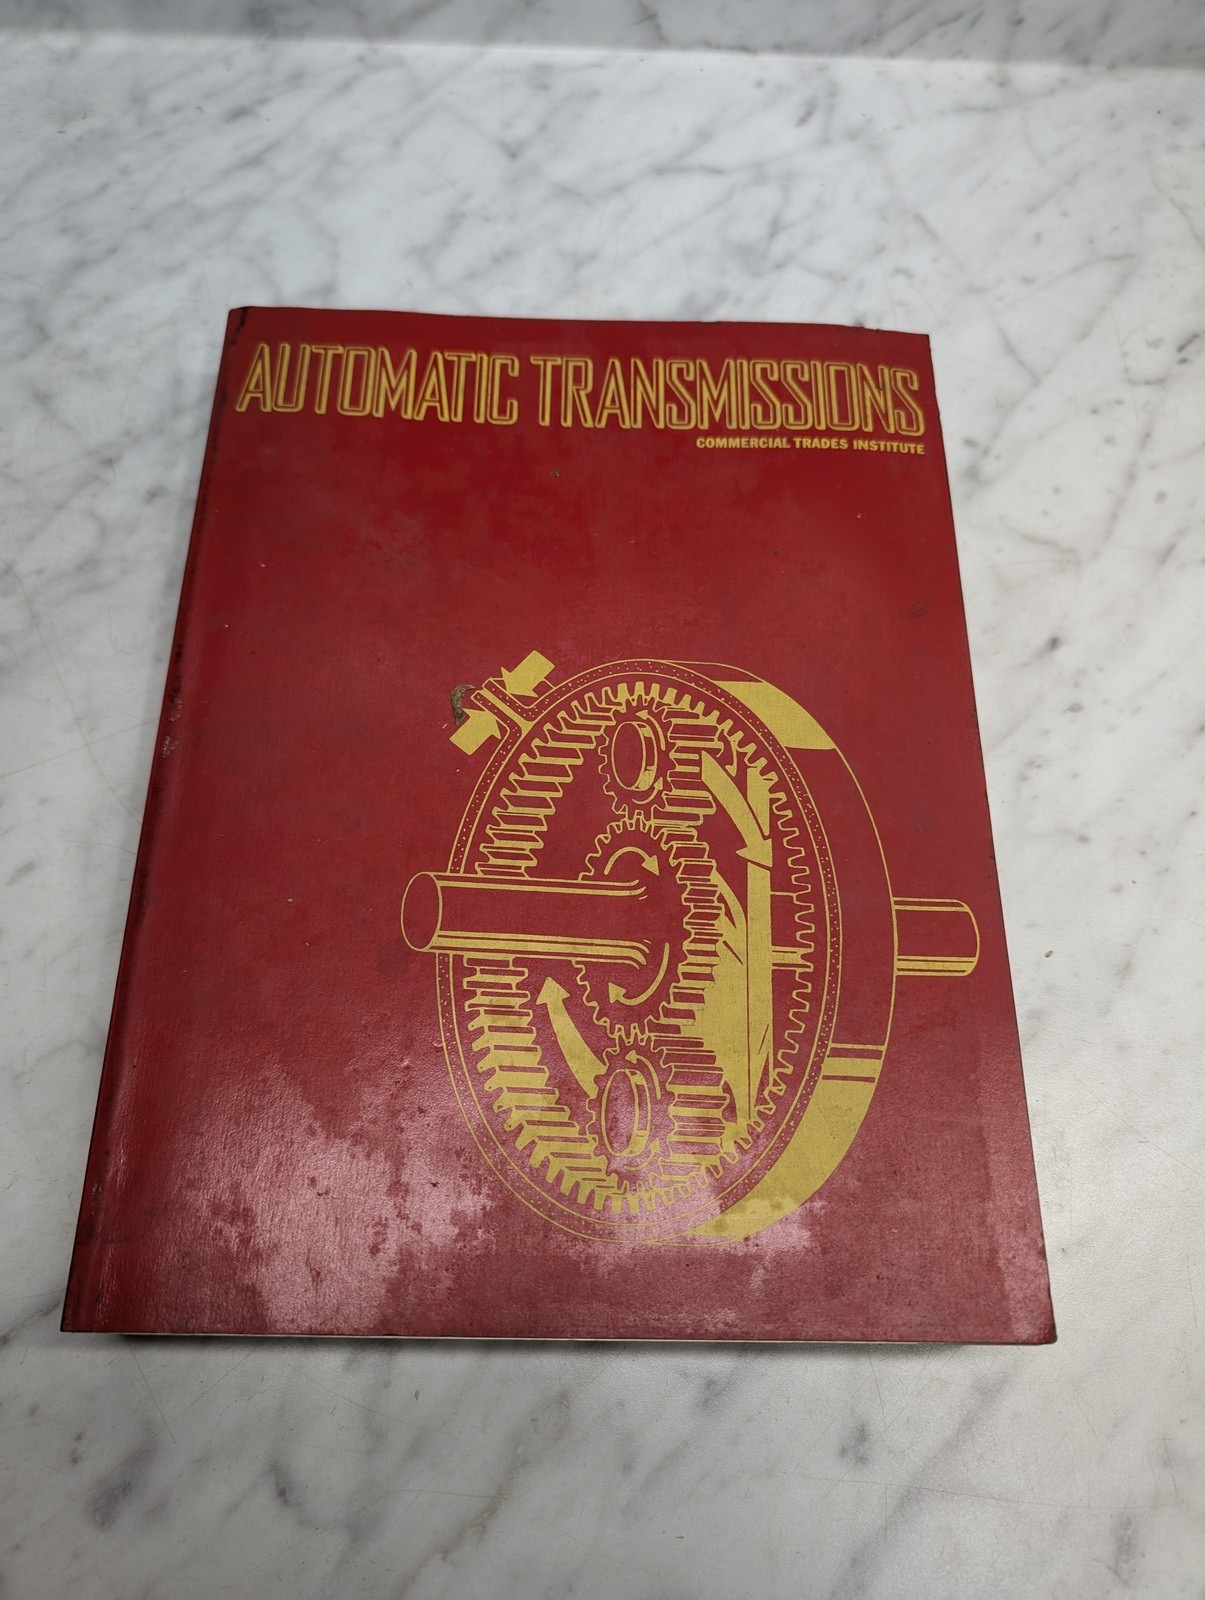 AUTOMATIC TRANSMISSIONS
COMMERCIAL TRADES INSTITUTE